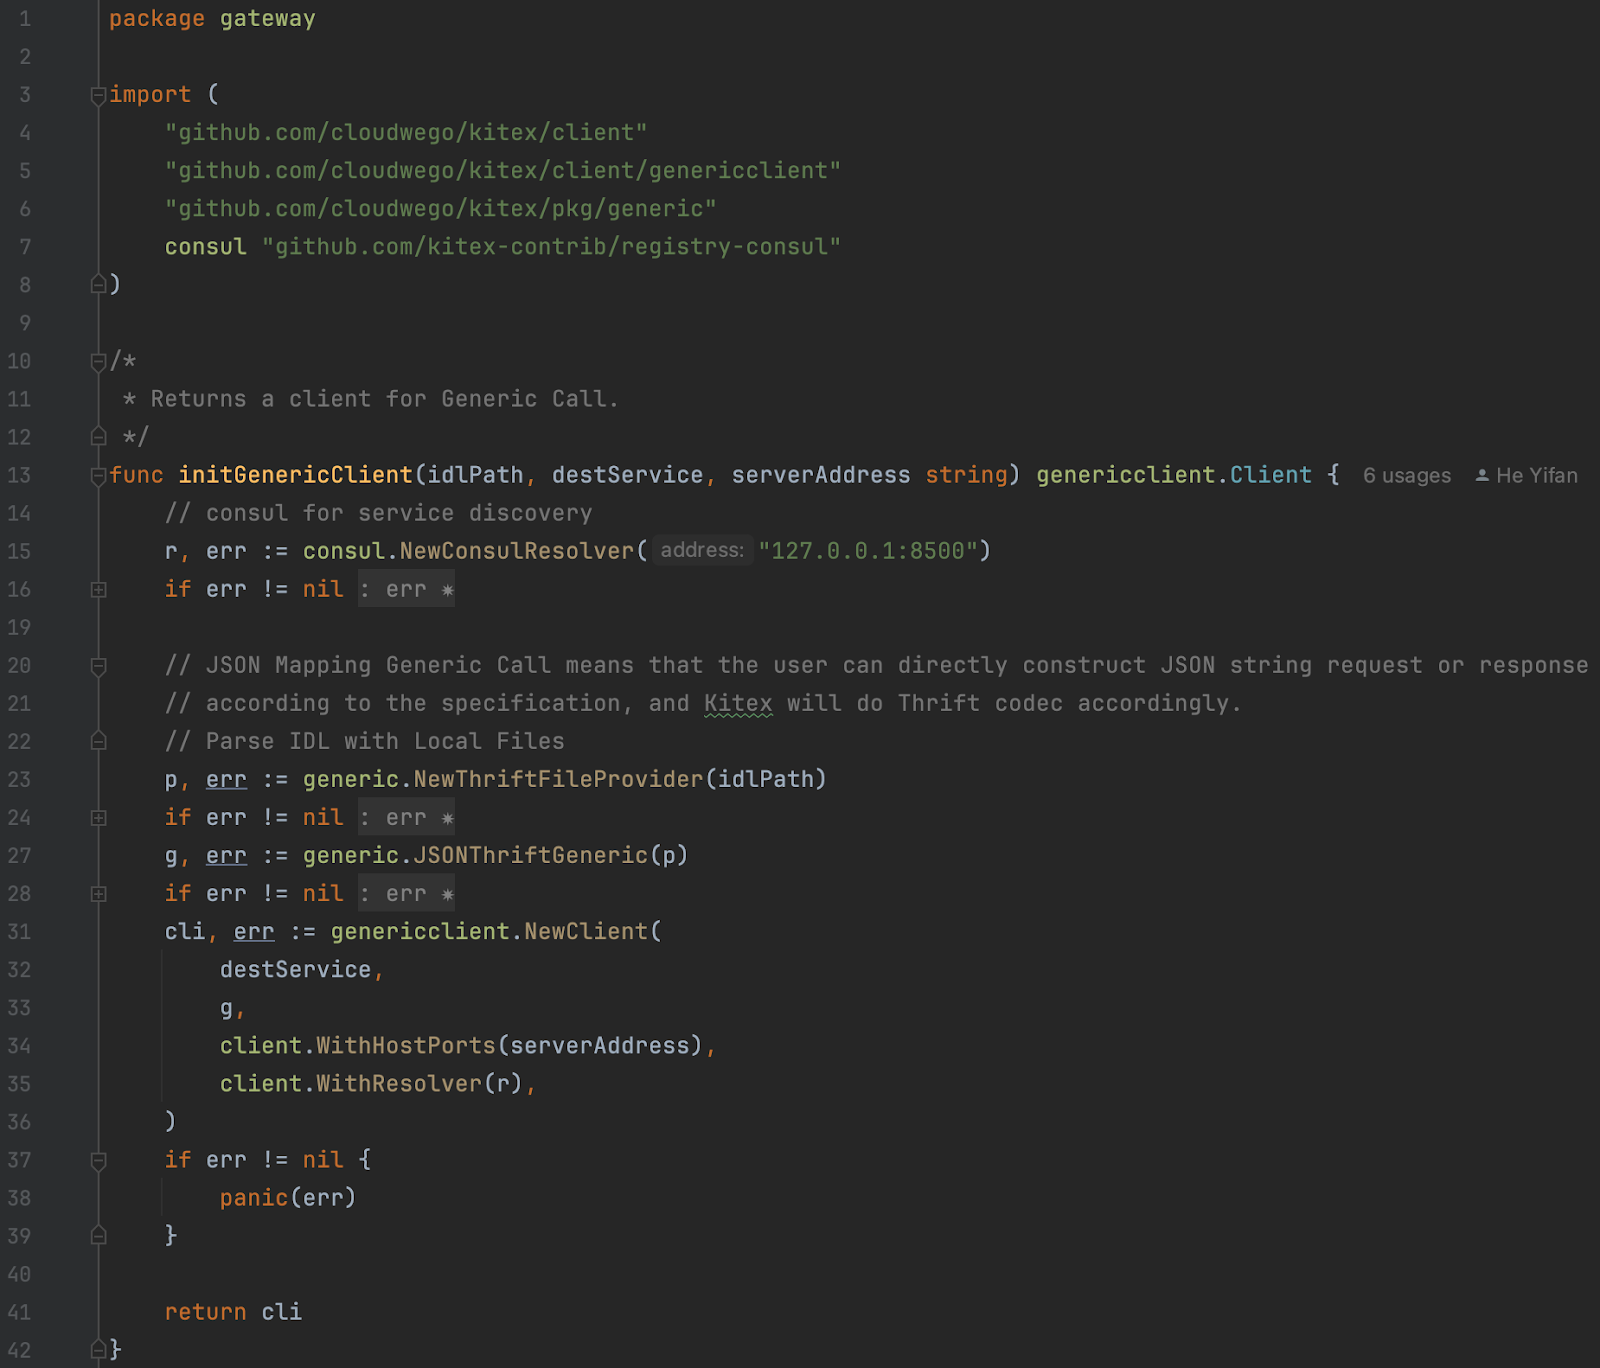 1 package gateway
2
3 import (
4 "github.com/cloudwego/kitex/client"
5 "github.com/cloudwego/kitex/client/genericclient"
6 "github.com/cloudwego/kitex/pkg/generic"
7 consul "github.com/kitex-contrib/registry-consul"
8 )
9
10 /*
11 * Returns a client for Generic Call.
12 */
13 func initGenericClient(idlPath, destService, serverAddress string) genericclient.Client { 6 usages He Yifan
14 // consul for service discovery
15 r, err := consul.NewConsulResolver( address: "127.0.0.1:8500")
16 if err != nil : err *
19
20 // JSON Mapping Generic Call means that the user can directly construct JSON string request or response
21 // according to the specification, and Kitex will do Thrift codec accordingly.
22 // Parse IDL with Local Files
23 p, err := generic.NewThriftFileProvider(idlPath)
24 if err != nil : err *
27 g, err := generic.JSONThriftGeneric(p)
28 if err != nil : err *
31 cli, err := genericclient.NewClient(
32 destService,
33 g,
34 client.WithHostPorts(serverAddress),
35 client.WithResolver(r),
36 )
37 if err != nil {
38 panic(err)
39 }
40
41 return cli
42 }